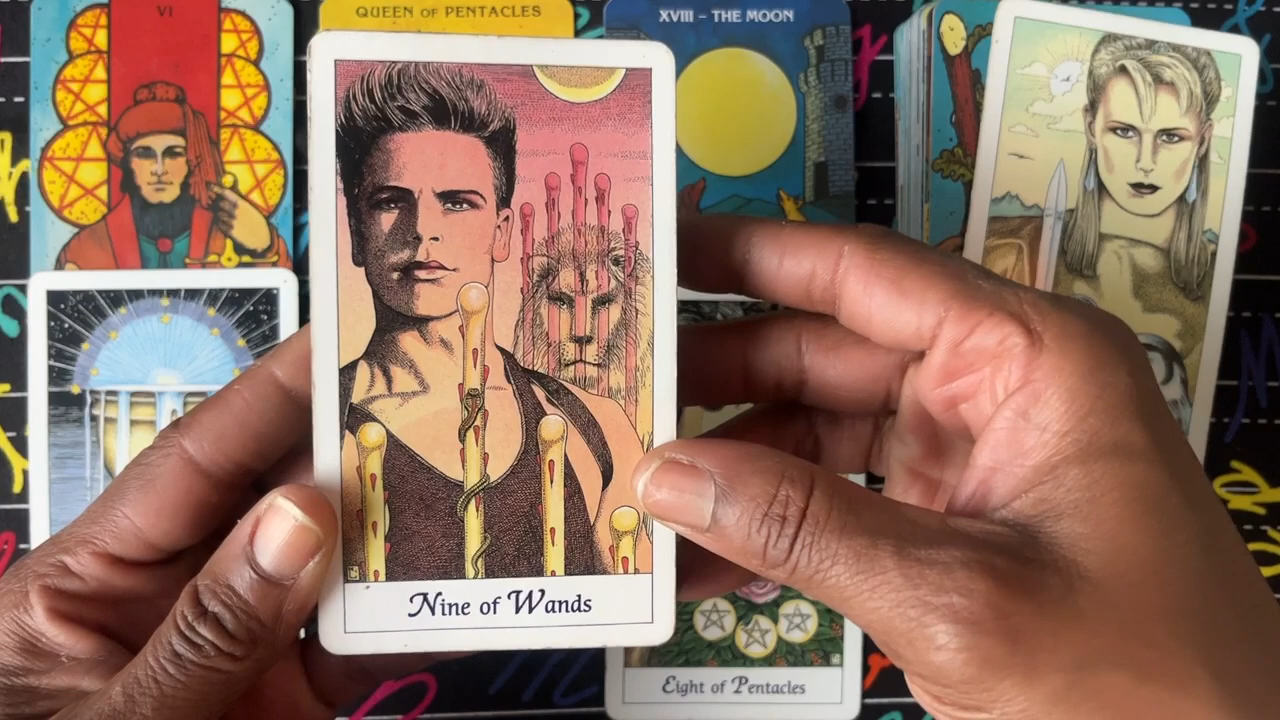 VI
QUEEN OF PENTACLES
XVIII – THE MOON
Nine of Wands
Eight of Pentacles